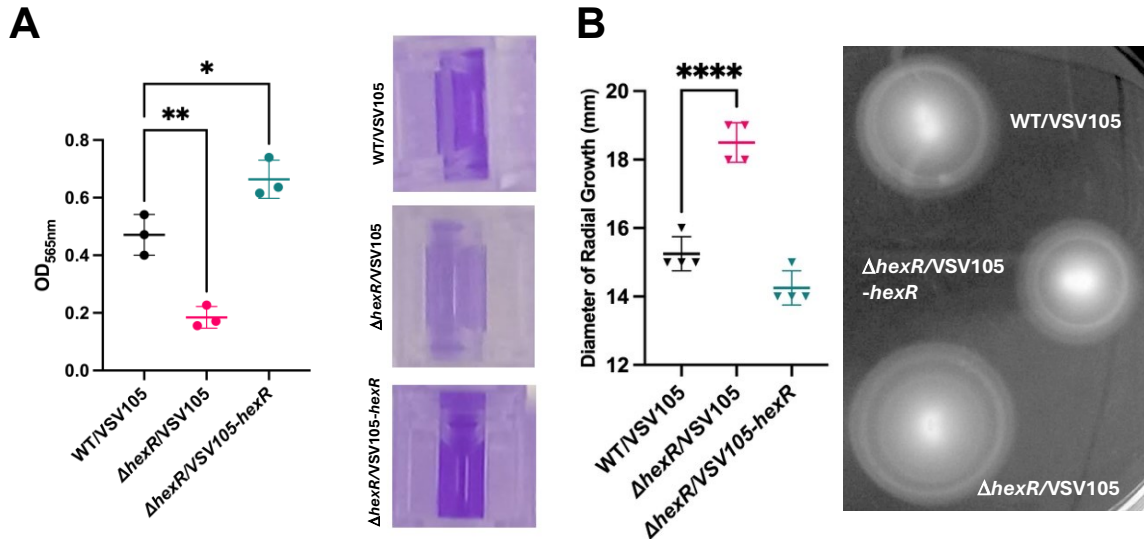 A
B
*
**
0.8
0.6
0.4
0.2
0.0
OD565nm
WT/VSV105
ΔhexR/VSV105
ΔhexR/VSV105-hexR
WT/VSV105
ΔhexR/VSV105
ΔhexR/VSV105-hexR
****
20
18
16
14
12
Diameter of Radial Growth (mm)
WT/VSV105
ΔhexR/VSV105
ΔhexR/VSV105-hexR
WT/VSV105
ΔhexR/VSV105
-hexR
ΔhexR/VSV105